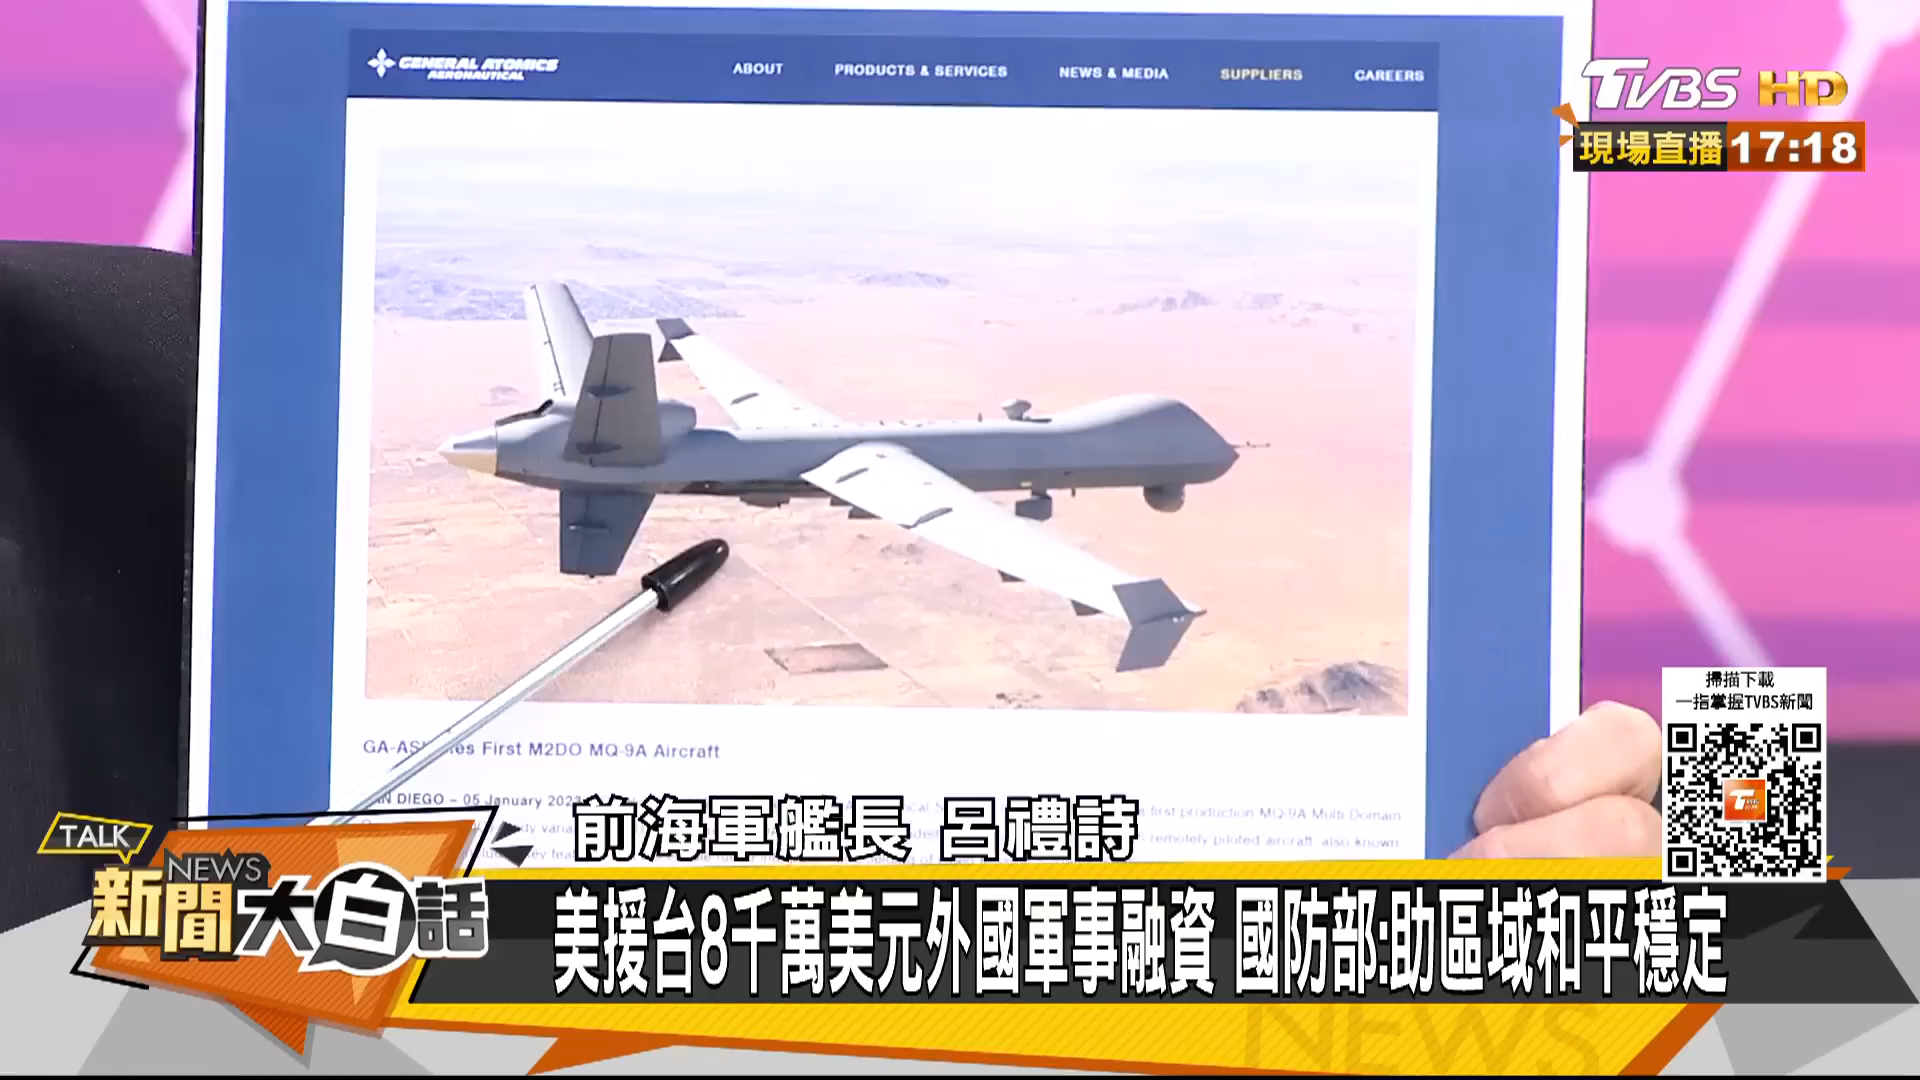 GENERAL ATOMICS
AERONAUTICAL
ABOUT
PRODUCTS & SERVICES
NEWS & MEDIA
SUPPLIERS
CAREERS
TVBS HD
現場直播 17:18
掃描下載
一指掌握TVBS新聞
First M2DO MQ-9A Aircraft
DIEGO – 05 January
first production MQ-9A Multi-Domain
remotely piloted aircraft, also known
前海軍艦長 呂禮詩
TALK
NEWS
新聞大白話
美援台8千萬美元外國軍事融資 國防部:助區域和平穩定
NEWS